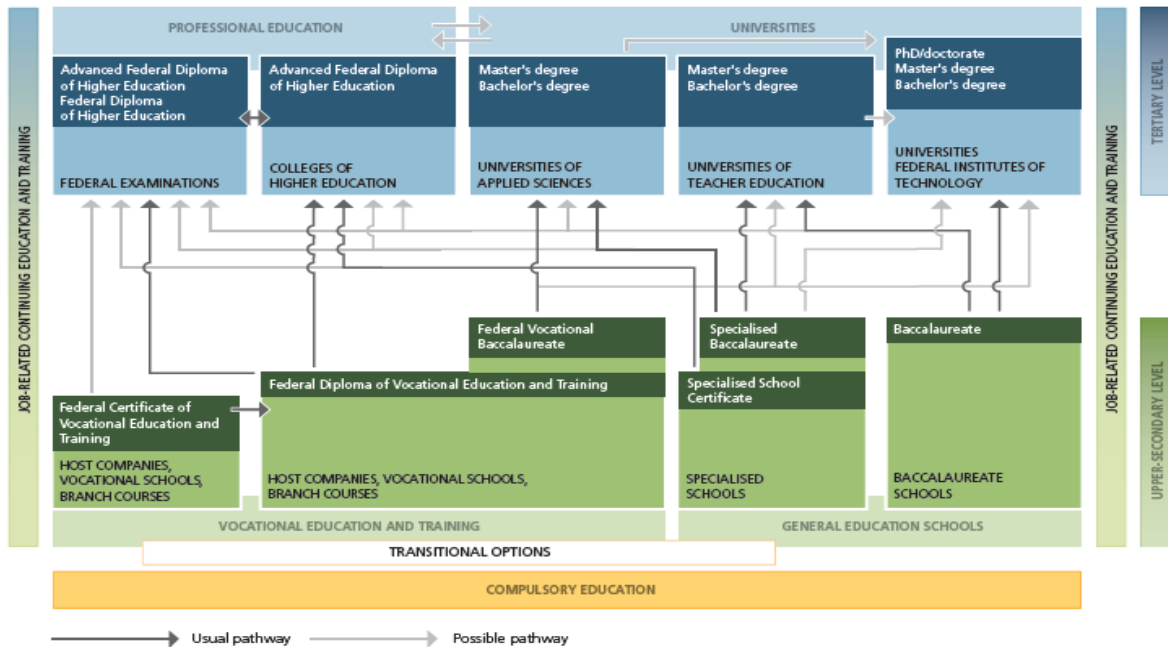 PROFESSIONAL EDUCATION
UNIVERSITIES
Advanced Federal Diploma
of Higher Education
Federal Diploma
of Higher Education
FEDERAL EXAMINATIONS
Advanced Federal Diploma
of Higher Education
COLLEGES OF
HIGHER EDUCATION
Master's degree
Bachelor's degree
UNIVERSITIES OF
APPLIED SCIENCES
Master's degree
Bachelor's degree
UNIVERSITIES OF
TEACHER EDUCATION
PhD/doctorate
Master's degree
Bachelor's degree
UNIVERSITIES
FEDERAL INSTITUTES OF
TECHNOLOGY
JOB-RELATED CONTINUING EDUCATION AND TRAINING
JOB-RELATED CONTINUING EDUCATION AND TRAINING
TERTIARY LEVEL
UPPER-SECONDARY LEVEL
Federal Certificate of
Vocational Education and
Training
HOST COMPANIES,
VOCATIONAL SCHOOLS,
BRANCH COURSES
Federal Vocational
Baccalaureate
Federal Diploma of Vocational Education and Training
HOST COMPANIES, VOCATIONAL SCHOOLS,
BRANCH COURSES
Specialised
Baccalaureate
Specialised School
Certificate
SPECIALISED
SCHOOLS
Baccalaureate
BACCALAUREATE
SCHOOLS
VOCATIONAL EDUCATION AND TRAINING
GENERAL EDUCATION SCHOOLS
TRANSITIONAL OPTIONS
COMPULSORY EDUCATION
Usual pathway
Possible pathway